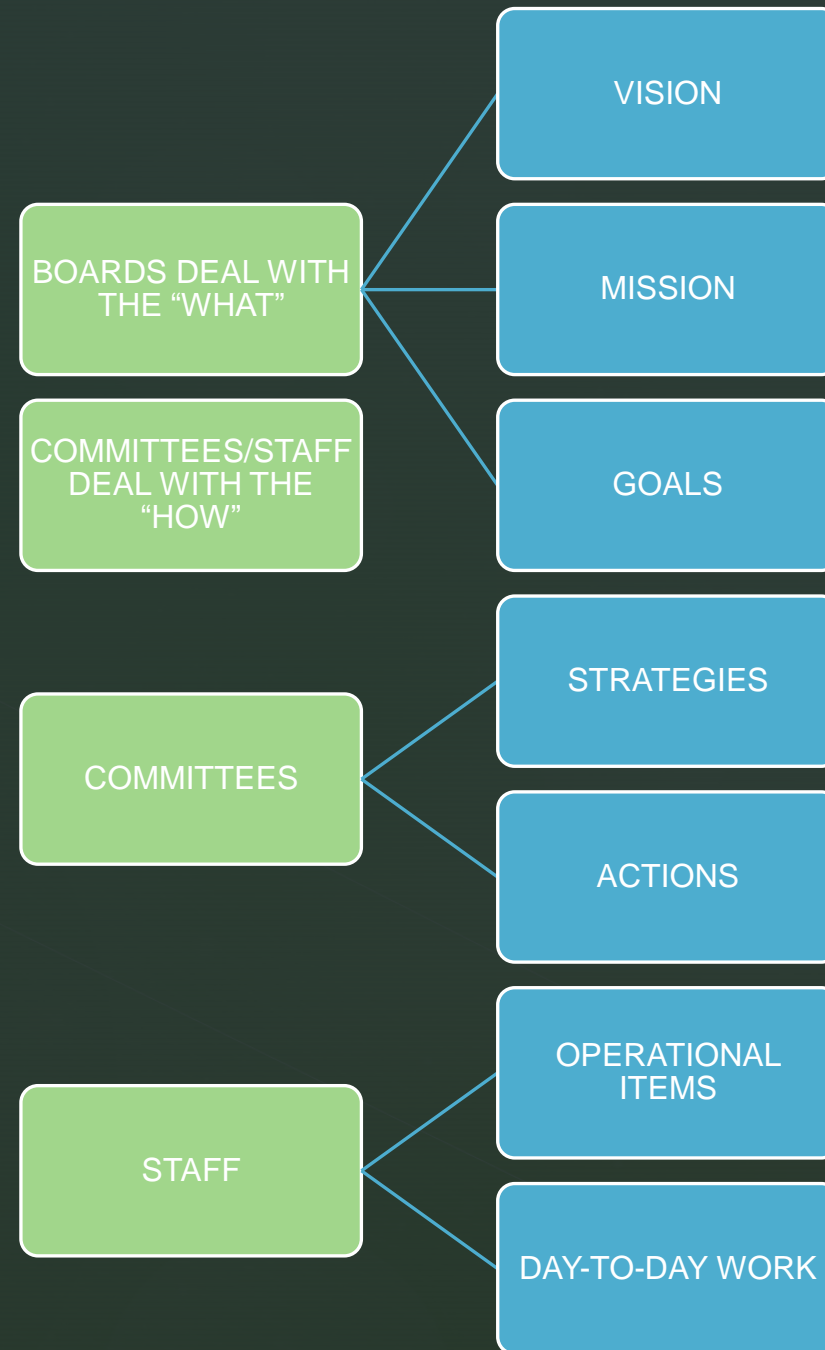 BOARDS DEAL WITH
THE “WHAT”
VISION
MISSION
GOALS
COMMITTEES/STAFF
DEAL WITH THE
“HOW”
COMMITTEES
STRATEGIES
ACTIONS
STAFF
OPERATIONAL
ITEMS
DAY-TO-DAY WORK